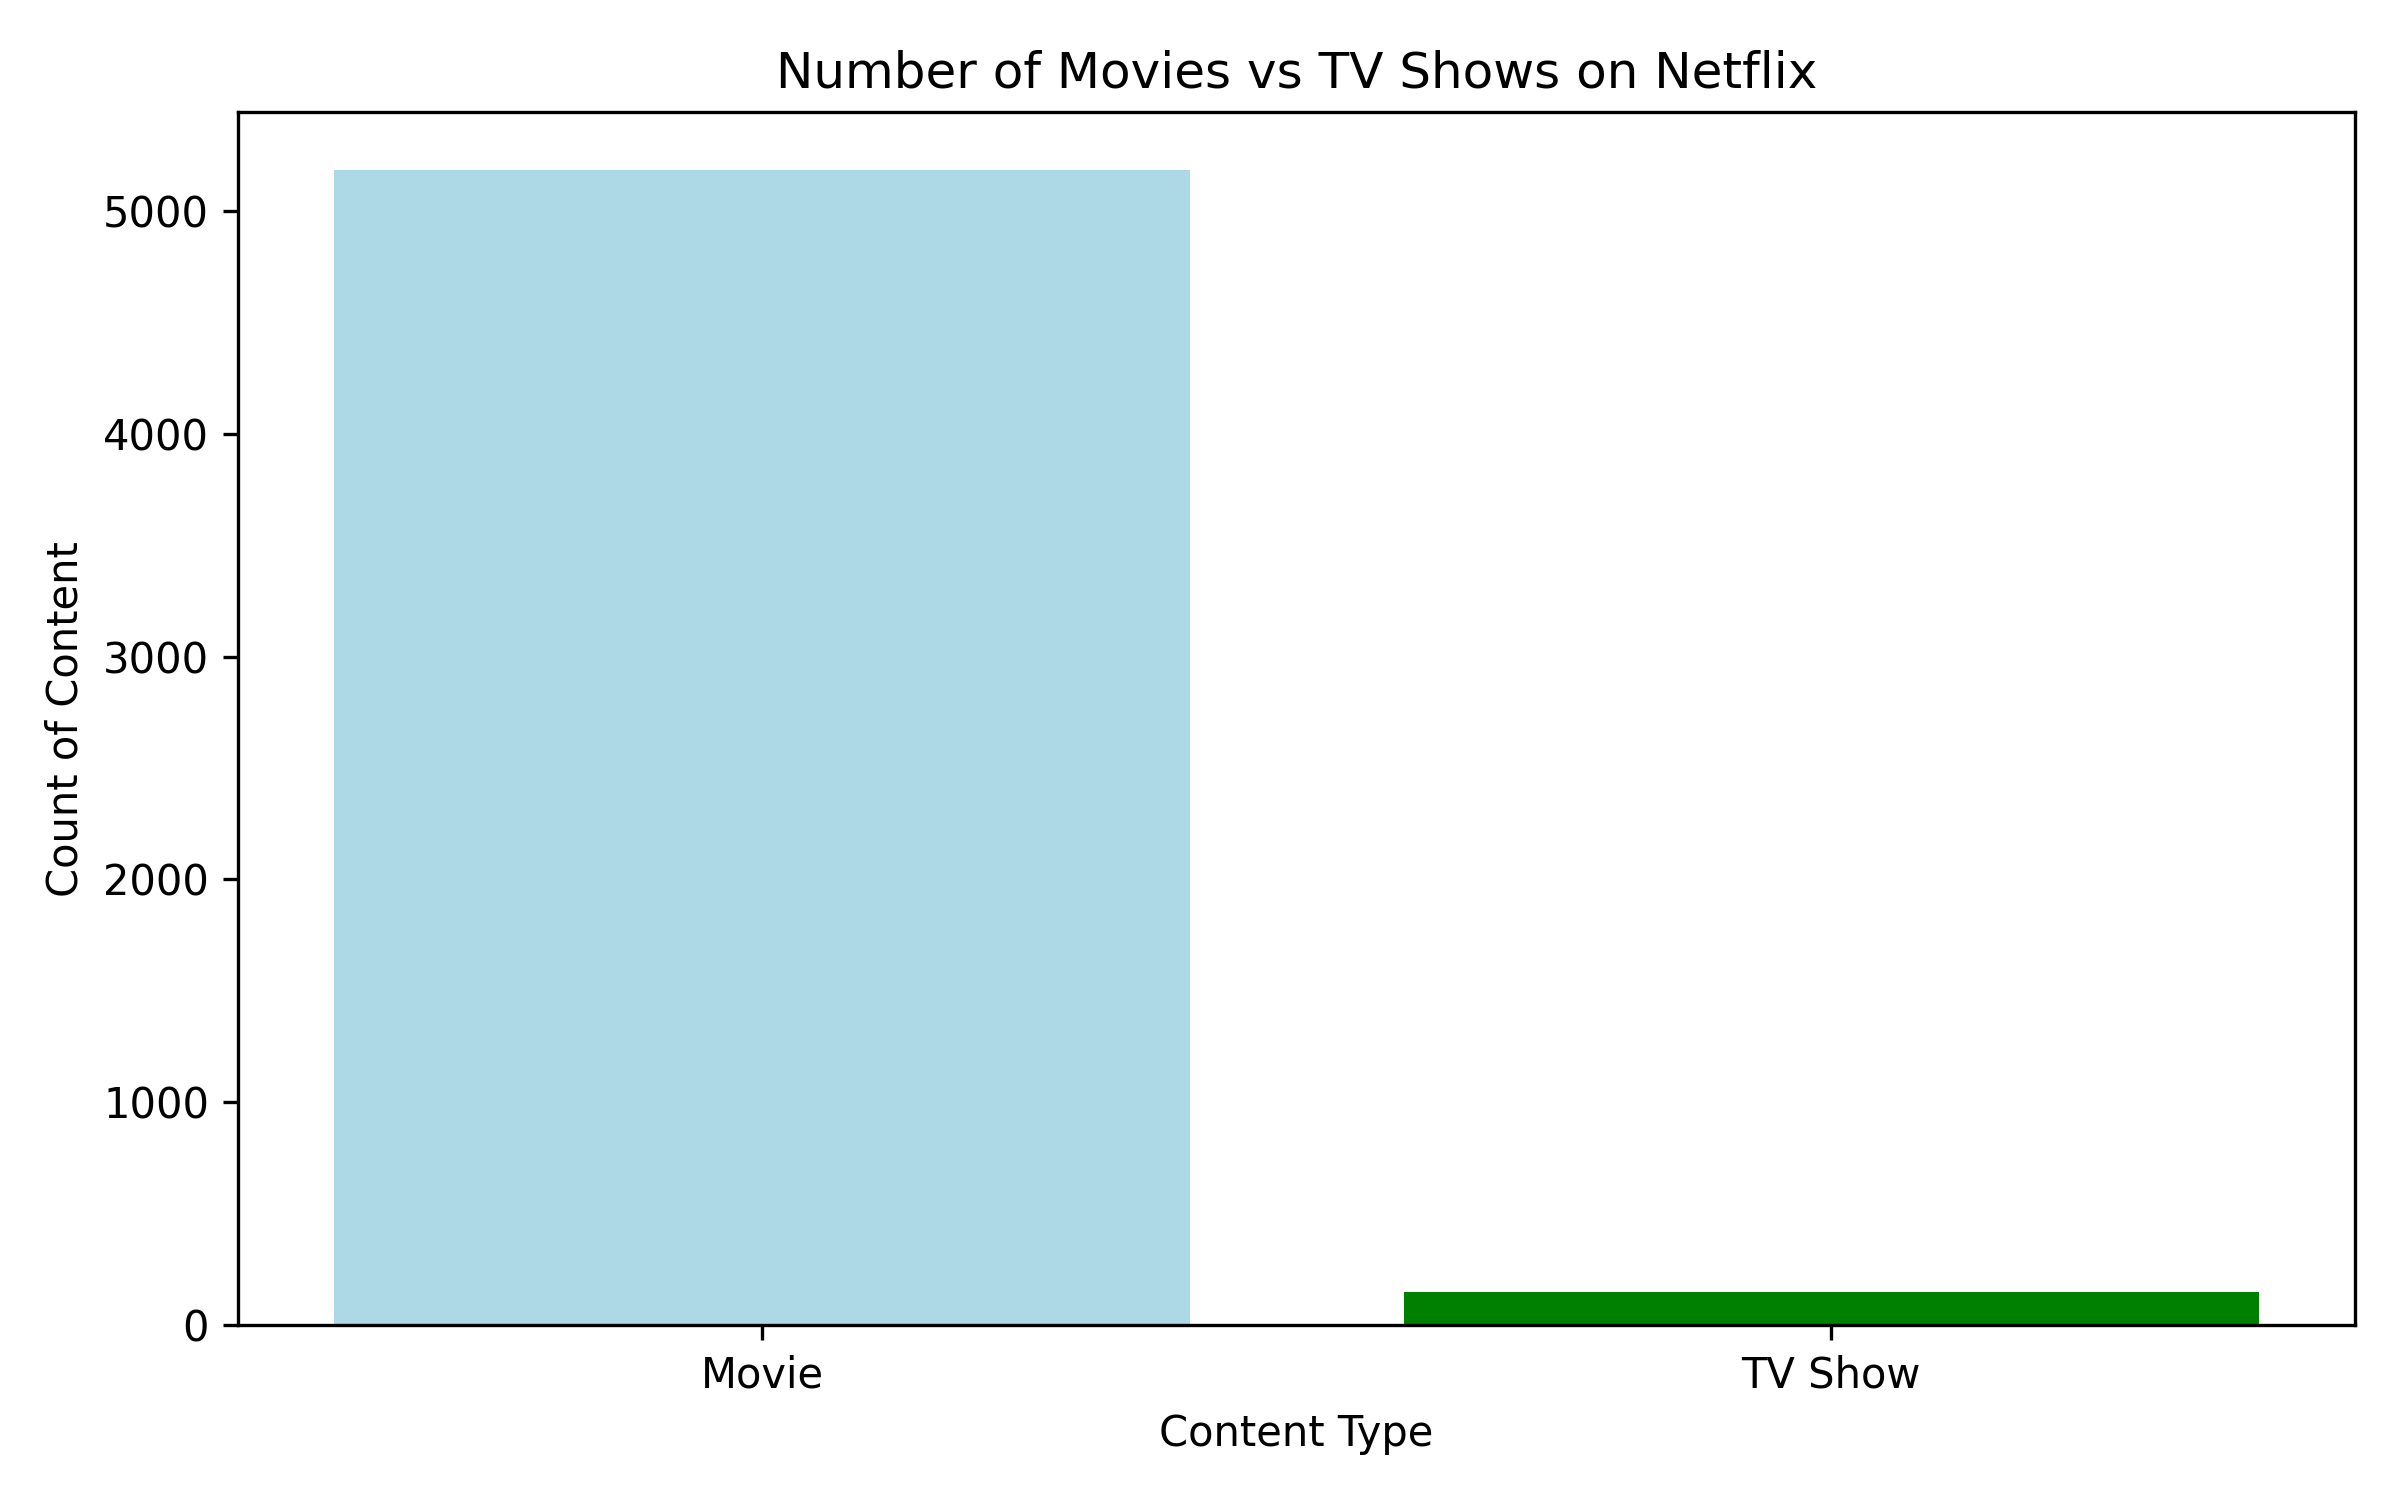 Number of Movies vs TV Shows on Netflix
Count of Content
5000
4000
3000
2000
1000
0
Movie
TV Show
Content Type